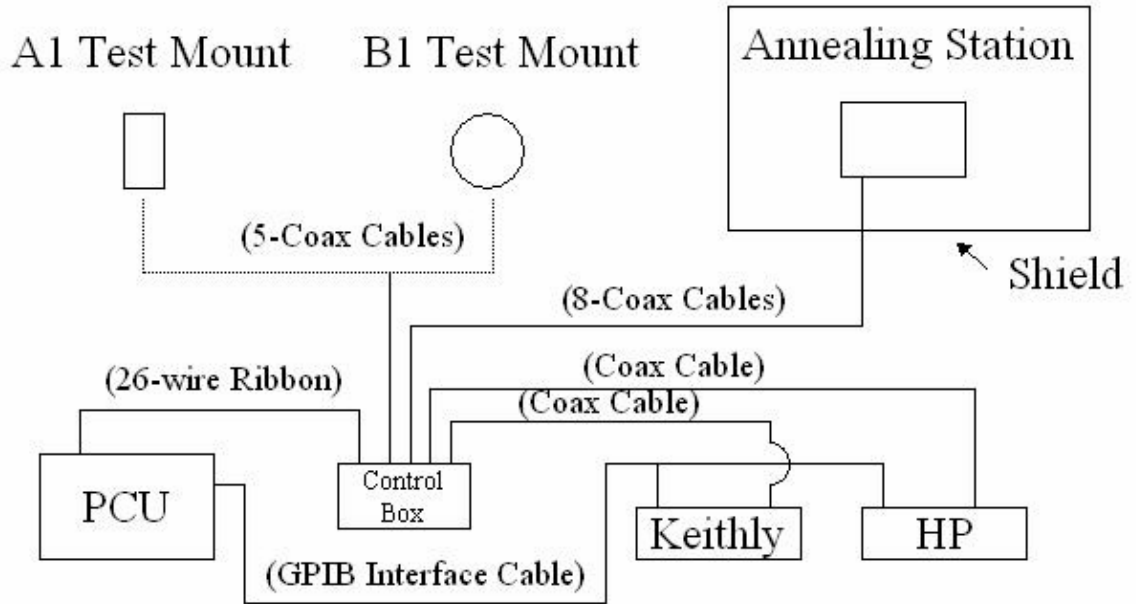 A1 Test Mount
B1 Test Mount
Annealing Station
(5-Coax Cables)
Shield
(8-Coax Cables)
(26-wire Ribbon)
(Coax Cable)
(Coax Cable)
PCU
Control
Box
Keithly
HP
(GPIB Interface Cable)